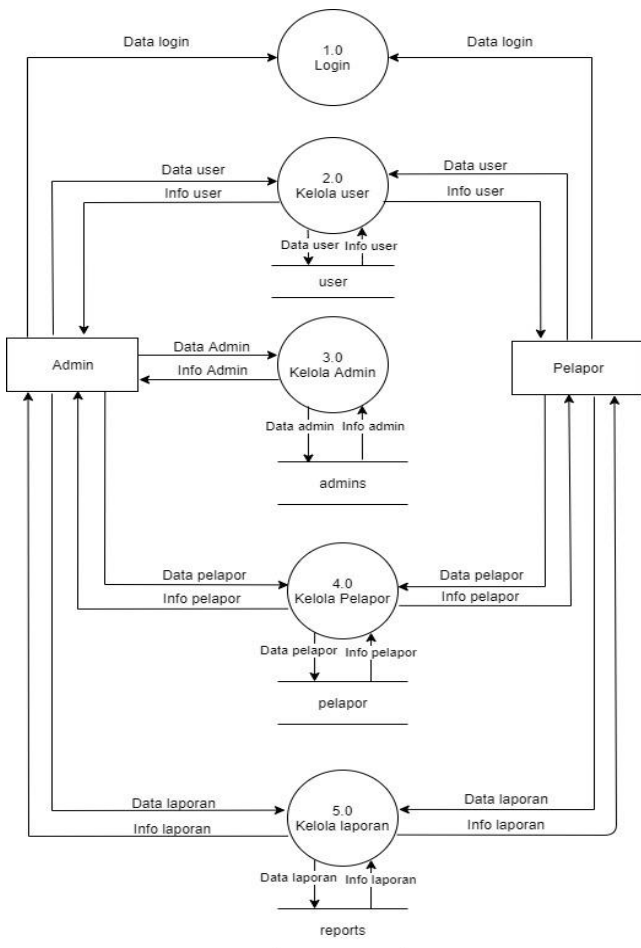 Data login
Data login
1.0
Login
Data user
Data user
2.0
Kelola user
Info user
Info user
Data user
Info user
user
Data Admin
3.0
Kelola Admin
Admin
Info Admin
Pelapor
Data admin
Info admin
admins
Data pelapor
Data pelapor
4.0
Kelola Pelapor
Info pelapor
Info pelapor
Data pelapor
Info pelapor
pelapor
Data laporan
Data laporan
5.0
Kelola laporan
Info laporan
Info laporan
Data laporan
Info laporan
reports